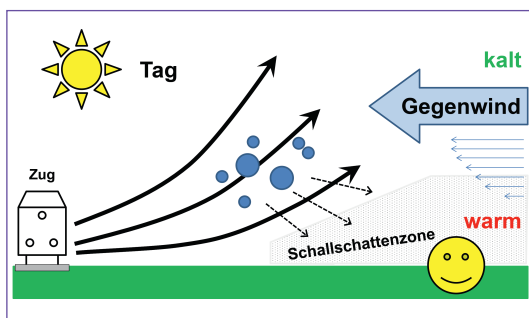 Tag
kalt
Gegenwind
Zug
warm
Schallschattenzone